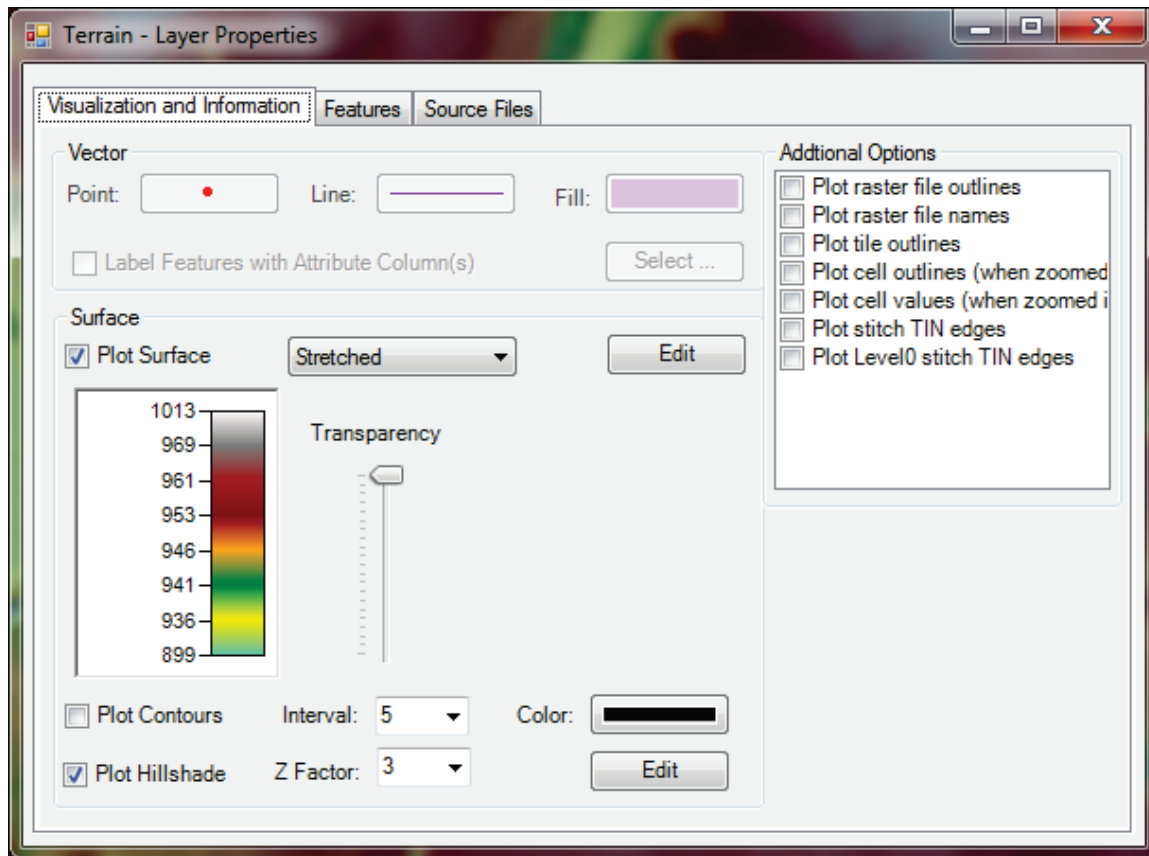 Terrain - Layer Properties
Visualization and Information
Features
Source Files
Vector
Point:
Line:
Fill:
Label Features with Attribute Column(s)
Select ...
Surface
Plot Surface
Stretched
Edit
1013
969
961
953
946
941
936
899
Transparency
Plot Contours
Interval:
5
Color:
Plot Hillshade
Z Factor:
3
Edit
Addtional Options
Plot raster file outlines
Plot raster file names
Plot tile outlines
Plot cell outlines (when zoomed
Plot cell values (when zoomed i
Plot stitch TIN edges
Plot Level0 stitch TIN edges